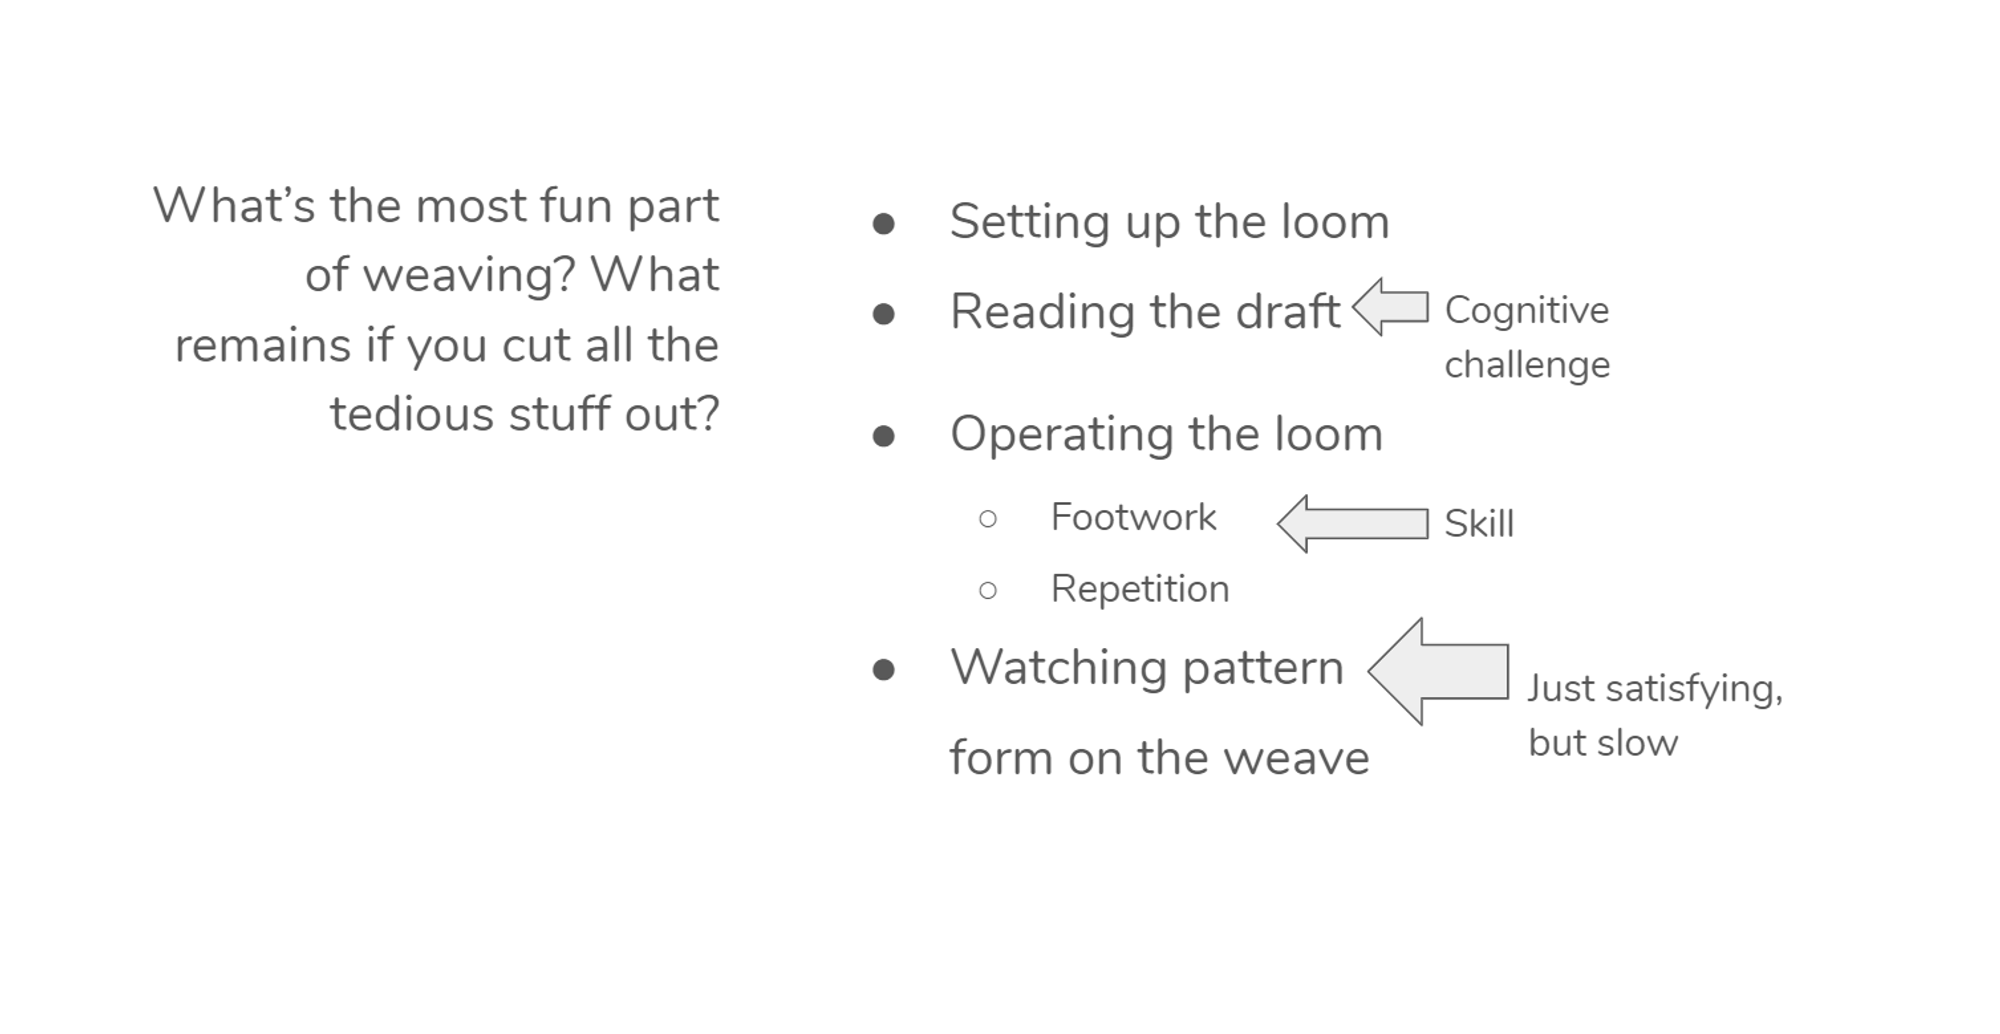 What’s the most fun part
of weaving? What
remains if you cut all the
tedious stuff out?
● Setting up the loom
● Reading the draft
Cognitive
challenge
● Operating the loom
○ Footwork
Skill
○ Repetition
● Watching pattern
form on the weave
Just satisfying,
but slow